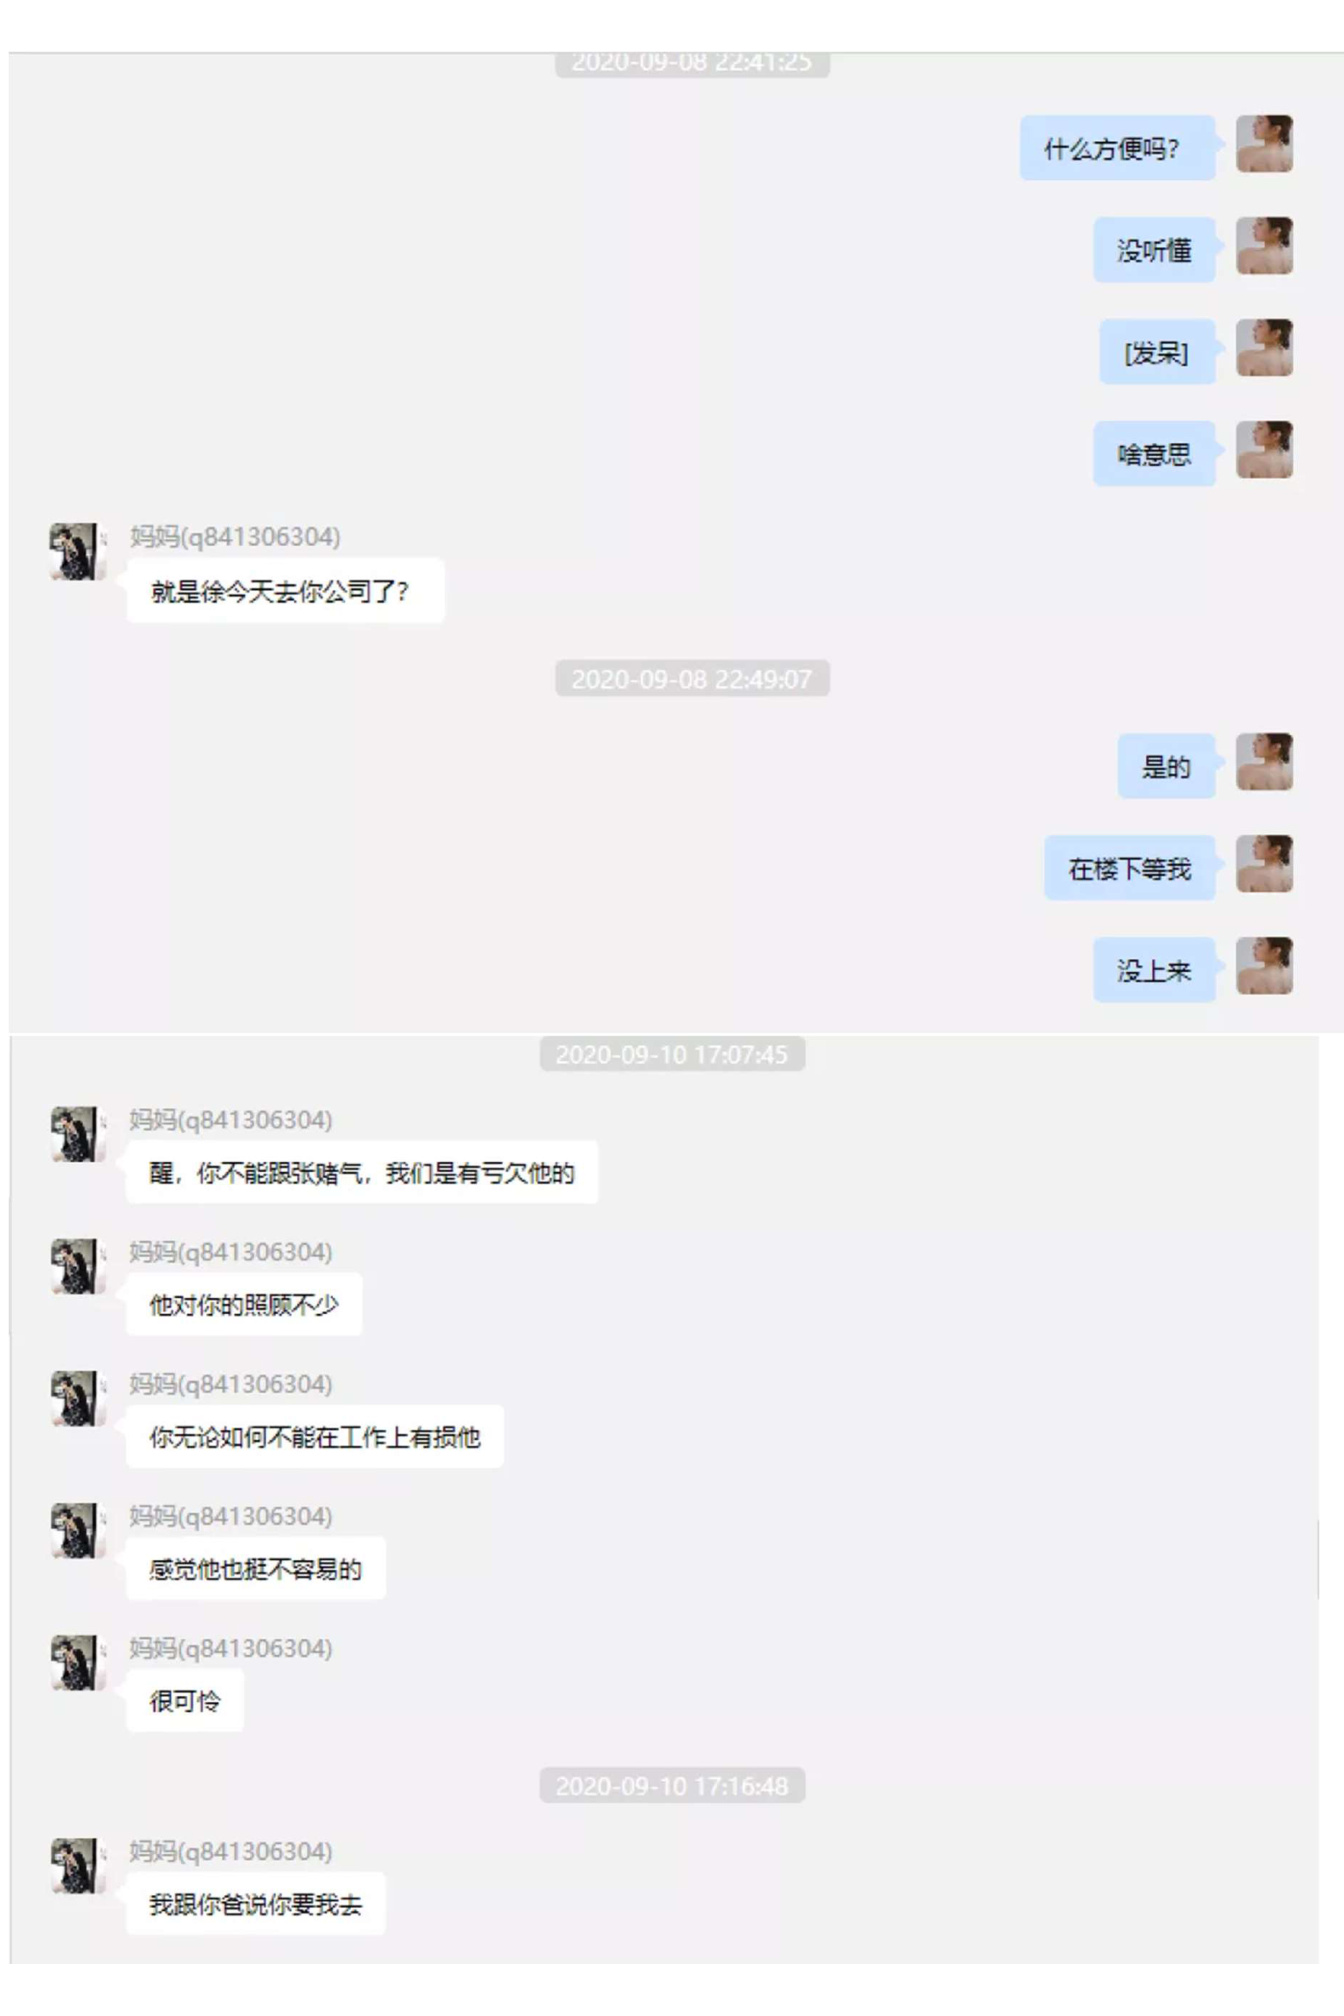 2020-09-08 22:41:25
什么方便吗？
没听懂
[发呆]
啥意思
妈妈(q841306304)
就是徐今天去你公司了？
2020-09-08 22:49:07
是的
在楼下等我
没上来
2020-09-10 17:07:45
妈妈(q841306304)
醒，你不能跟张赌气，我们是有亏欠他的
妈妈(q841306304)
他对你的照顾不少
妈妈(q841306304)
你无论如何不能在工作上有损他
妈妈(q841306304)
感觉他也挺不容易的
妈妈(q841306304)
很可怜
2020-09-10 17:16:48
妈妈(q841306304)
我跟你爸说你要我去